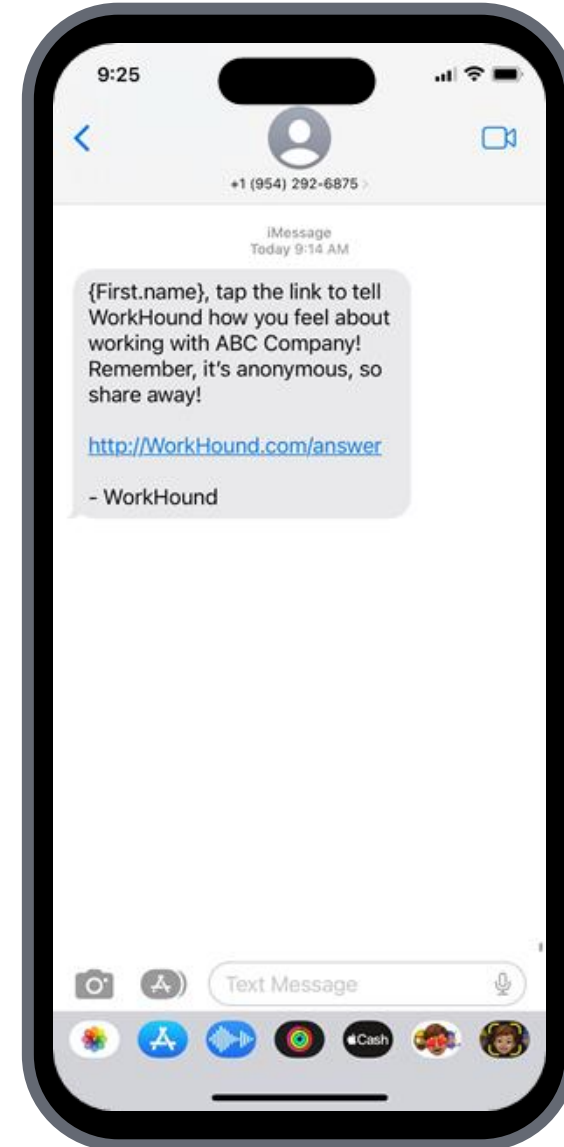 9:25
+1 (954) 292-6875 >
iMessage
Today 9:14 AM
{First.name}, tap the link to tell
WorkHound how you feel about
working with ABC Company!
Remember, it's anonymous, so
share away!
http://WorkHound.com/answer
- WorkHound
Text Message
Cash